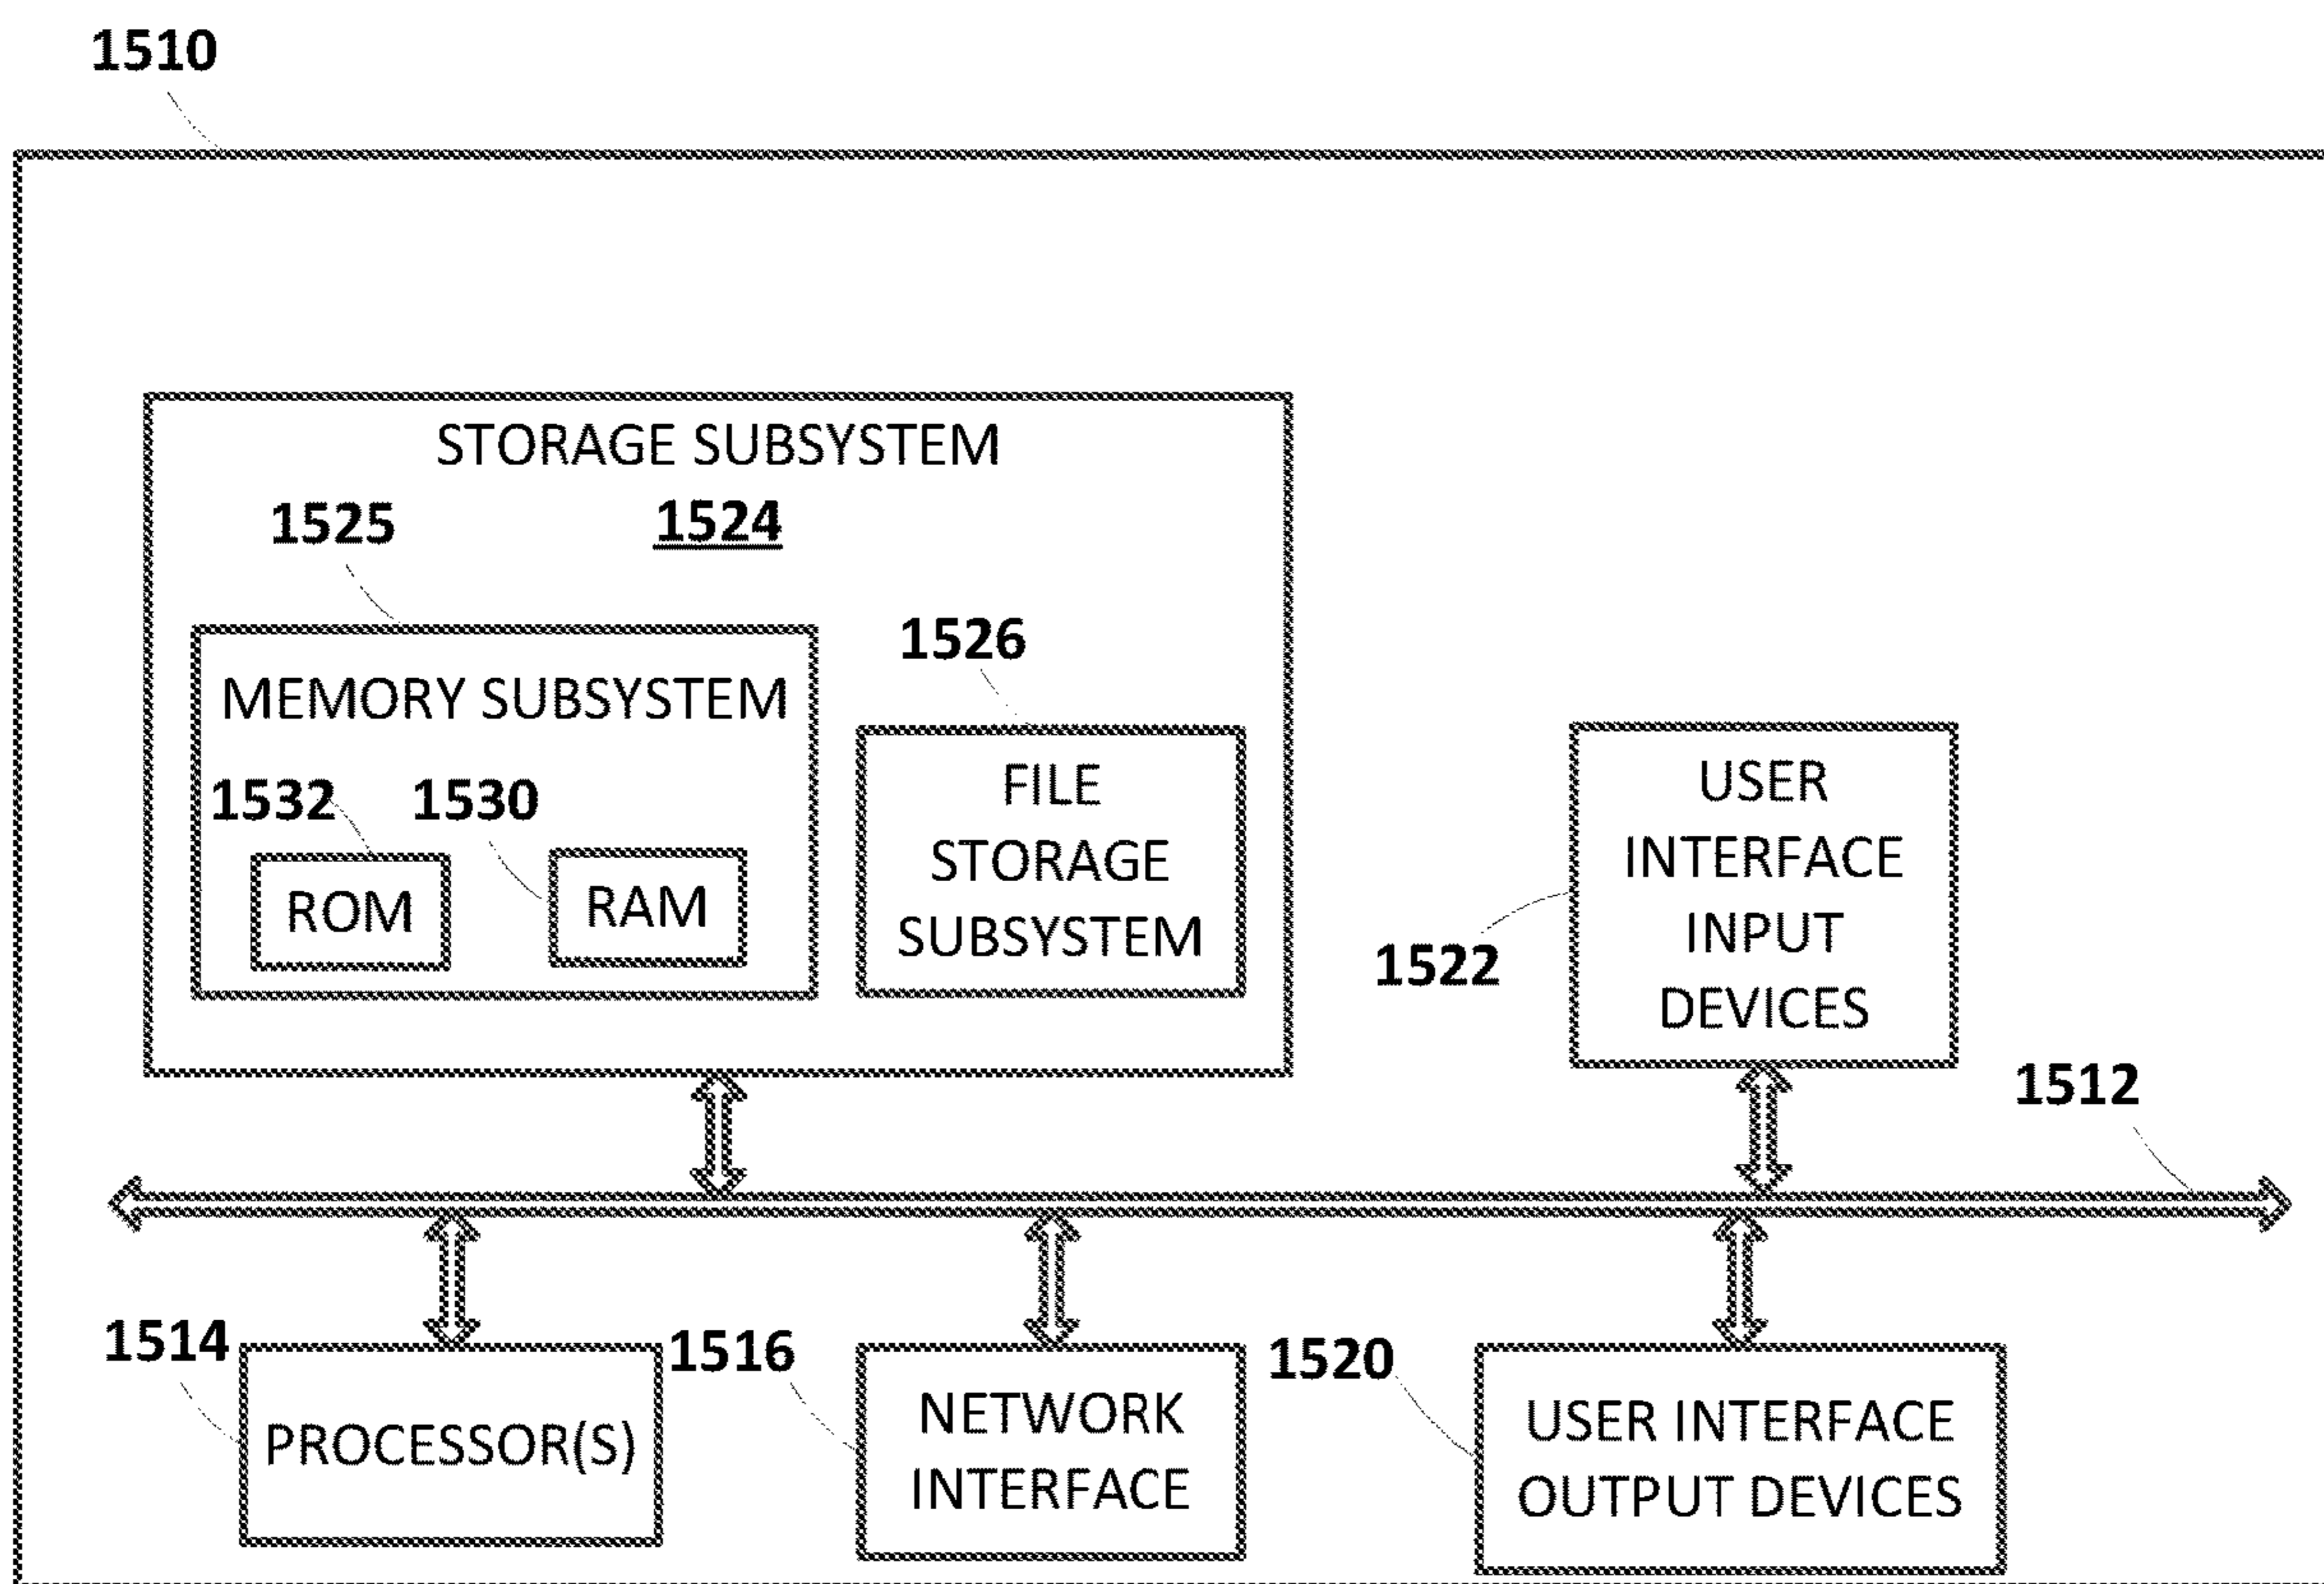 1510
STORAGE SUBSYSTEM
1525
1524
1526
MEMORY SUBSYSTEM
1532
1530
ROM
RAM
FILE
STORAGE
SUBSYSTEM
USER
INTERFACE
INPUT
DEVICES
1522
1512
1514
PROCESSOR(S)
1516
NETWORK
INTERFACE
1520
USER INTERFACE
OUTPUT DEVICES